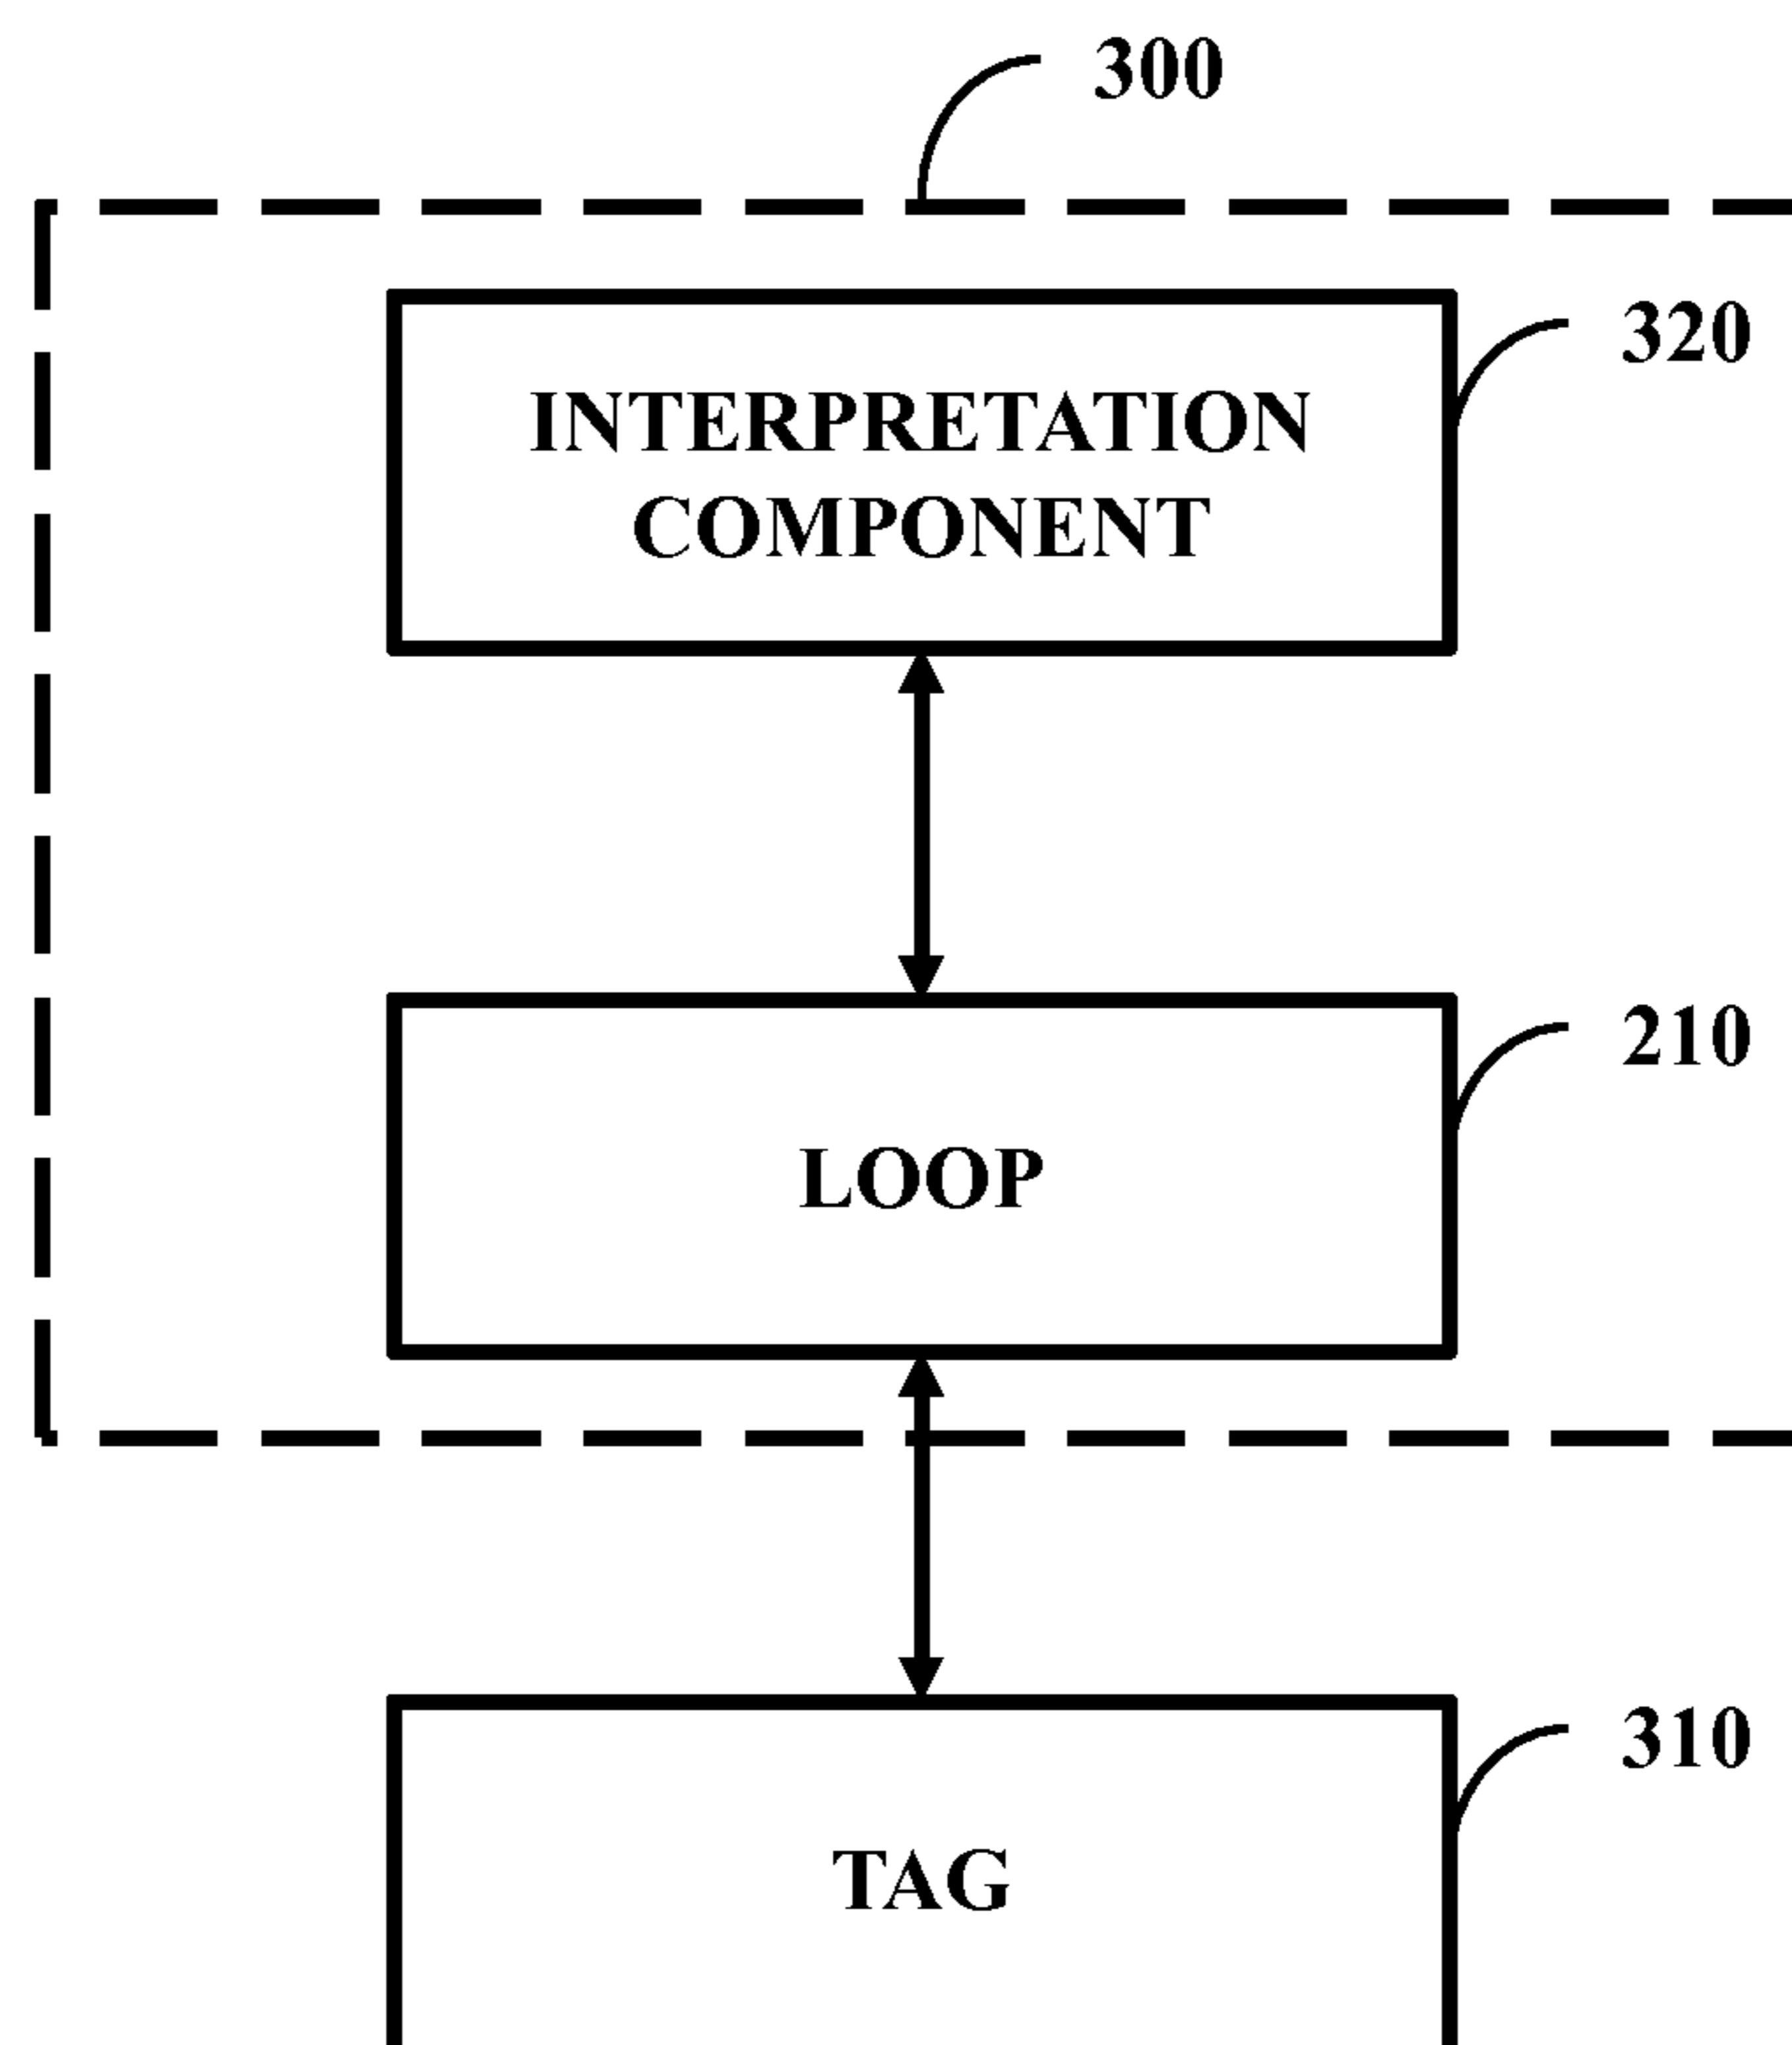 300
320
INTERPRETATION
COMPONENT
210
LOOP
310
TAG